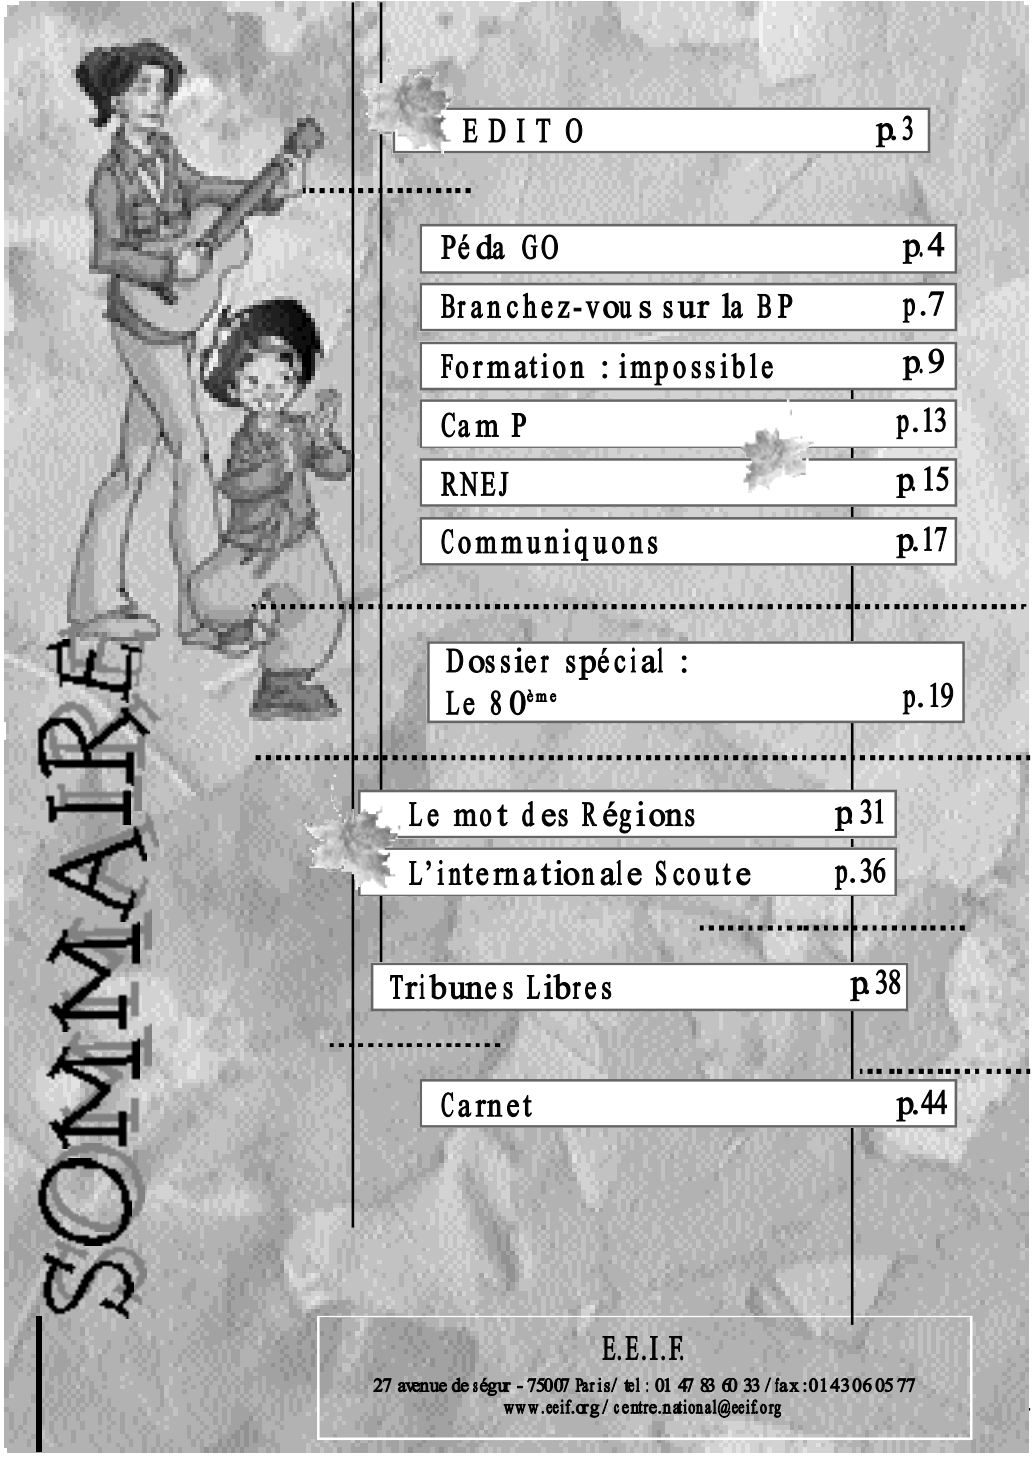 SOMMAIRE
EDITO p.3
Péda GO p.4
Branchez-vous sur la BP p.7
Formation : impossible p.9
Cam P p.13
RNEJ p.15
Communiquons p.17
Dossier spécial :
Le 80ème p.19
Le mot des Régions p.31
L'internationale Scoute p.36
Tribunes Libres p.38
Carnet p.44
E.E.I.F.
27 avenue de ségur - 75007 Paris/ tel : 01 47 83 60 33 / fax :01 43 06 05 77
www.eeif.org / centre.national@eeif.org